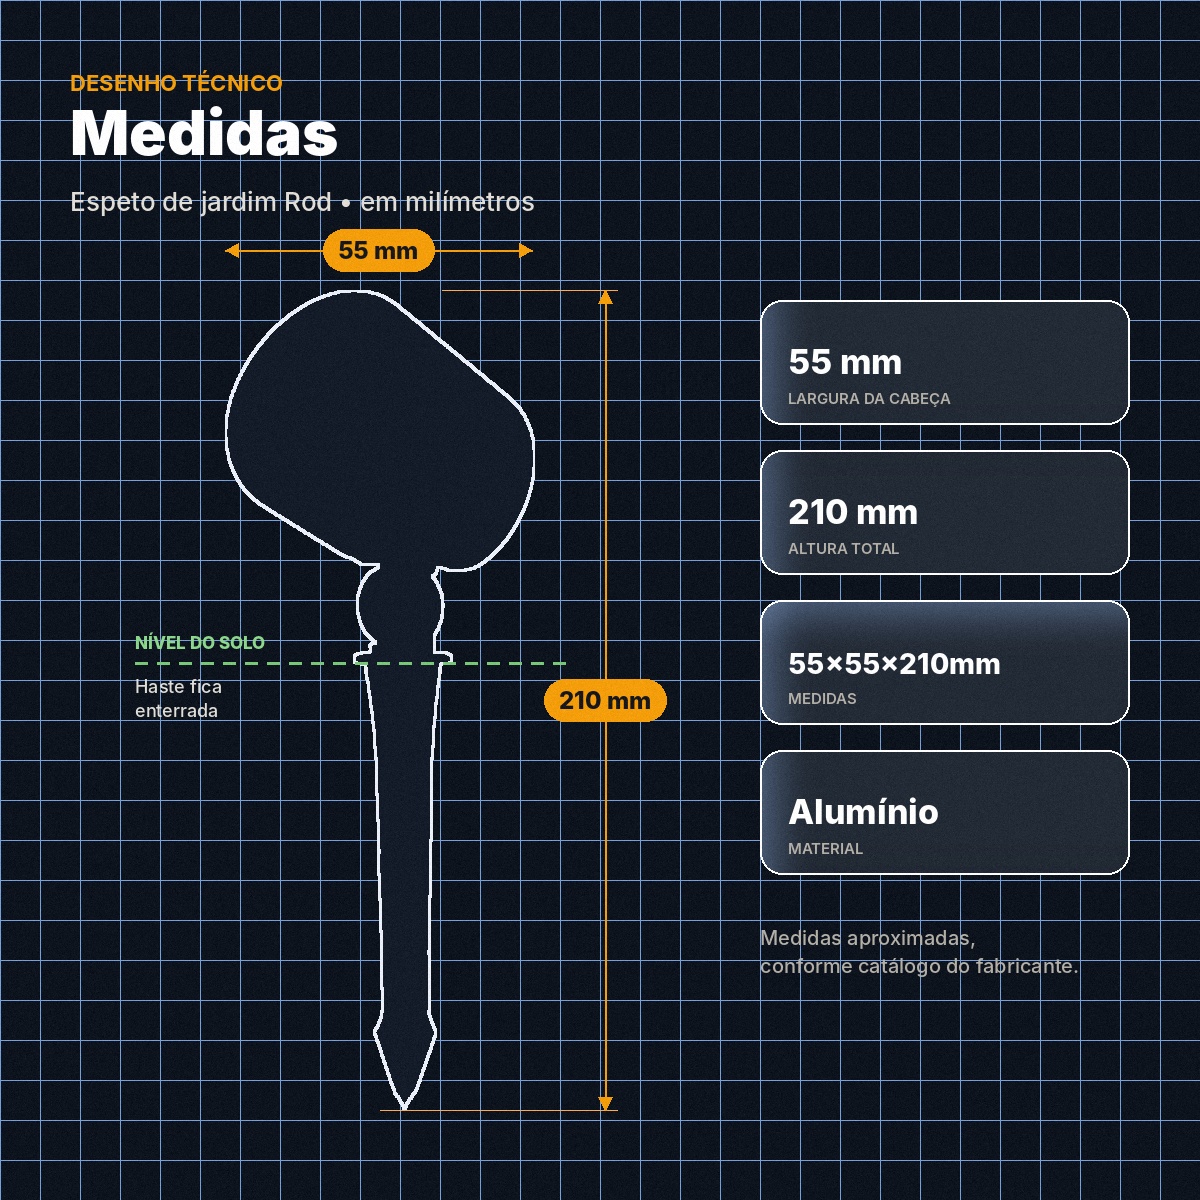 DESENHO TÉCNICO
Medidas
Espeto de jardim Rod • em milímetros
55 mm
55 mm
LARGURA DA CABEÇA
210 mm
ALTURA TOTAL
NÍVEL DO SOLO
Haste fica
enterrada
210 mm
55×55×210mm
MEDIDAS
Alumínio
MATERIAL
Medidas aproximadas,
conforme catálogo do fabricante.